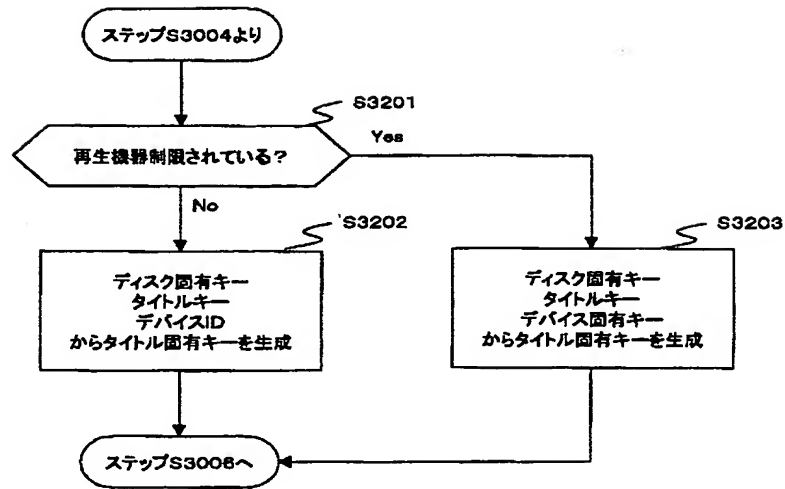 ステップS3004より
S3201
再生機器制限されている?
Yes
No
S3202
ディスク固有キー
タイトルキー
デバイスID
からタイトル固有キーを生成
S3203
ディスク固有キー
タイトルキー
デバイス固有キー
からタイトル固有キーを生成
ステップS3006へ